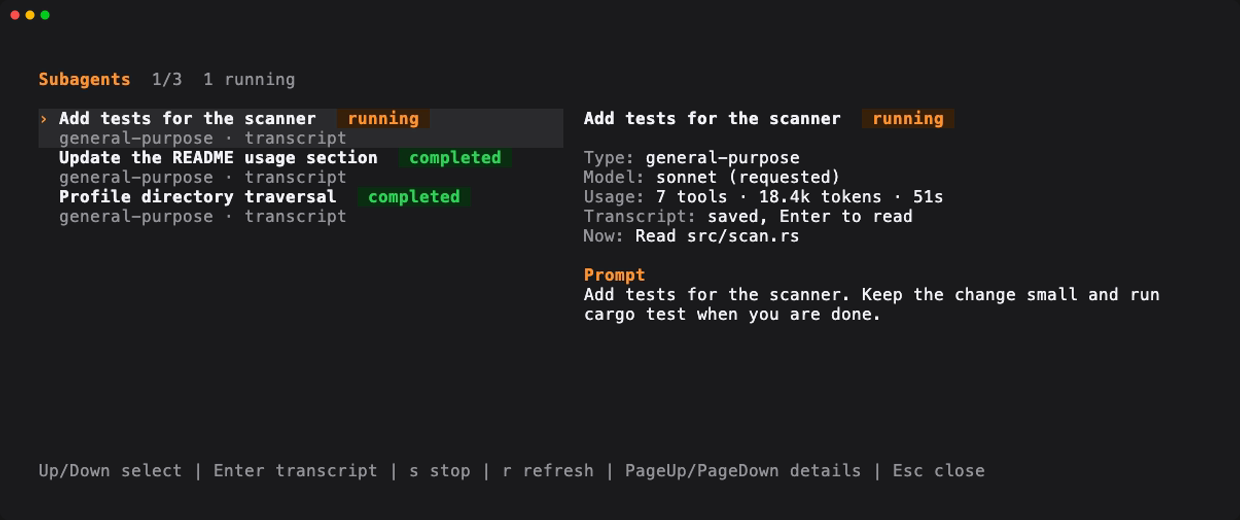 Subagents 1/3 1 running
› Add tests for the scanner running
general-purpose · transcript
Update the README usage section completed
general-purpose · transcript
Profile directory traversal completed
general-purpose · transcript
Add tests for the scanner running
Type: general-purpose
Model: sonnet (requested)
Usage: 7 tools · 18.4k tokens · 51s
Transcript: saved, Enter to read
Now: Read src/scan.rs
Prompt
Add tests for the scanner. Keep the change small and run
cargo test when you are done.
Up/Down select | Enter transcript | s stop | r refresh | PageUp/PageDown details | Esc close